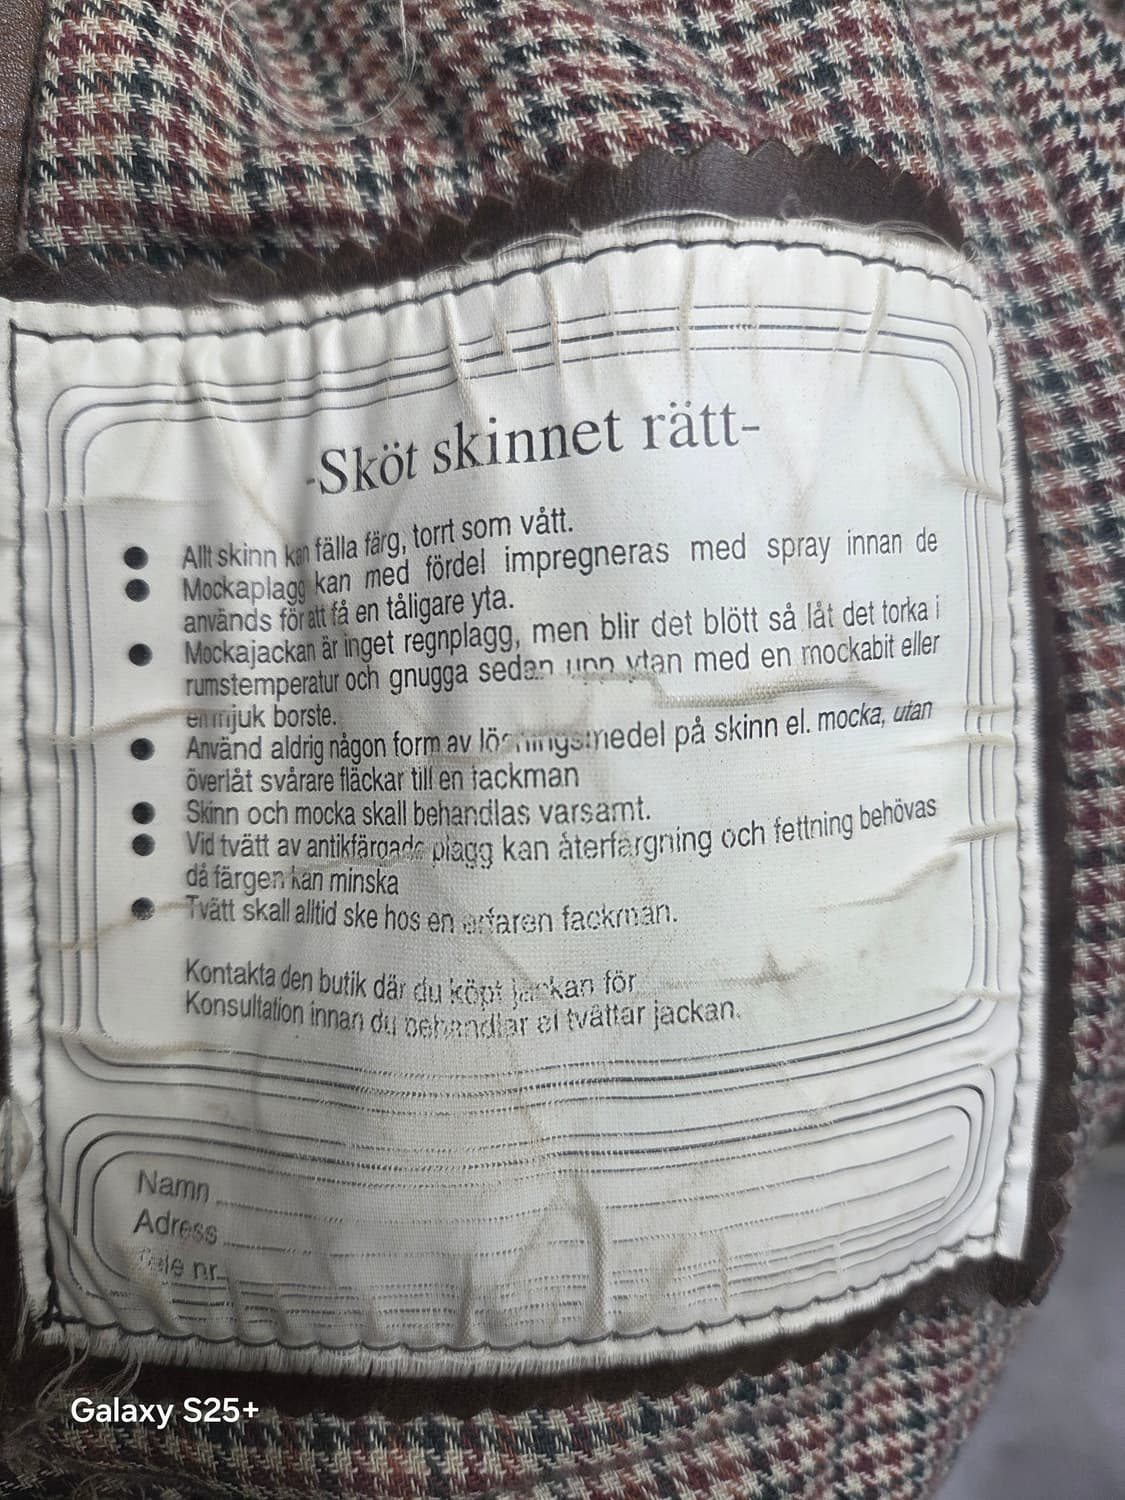 -Sköt skinnet rätt-
● Allt skinn kan fälla färg, torrt som vått.
● Mockaplagg kan med fördel impregneras med spray innan de
används för att få en tåligare yta.
● Mockajackan är inget regnplagg, men blir det blött så låt det torka i
rumstemperatur och gnugga sedan upp ytan med en mockabit eller
en mjuk borste.
● Använd aldrig någon form av lösningsmedel på skinn el. mocka, utan
överlåt svårare fläckar till en fackman
● Skinn och mocka skall behandlas varsamt.
● Vid tvätt av antikfärgade plagg kan återfärgning och fettning behövas
då färgen kan minska
● Tvätt skall alltid ske hos en erfaren fackman.
Kontakta den butik där du köpt jackan för
Konsultation innan du behandlar el tvättar jackan.
Namn
Adress
Tele nr.
Galaxy S25+